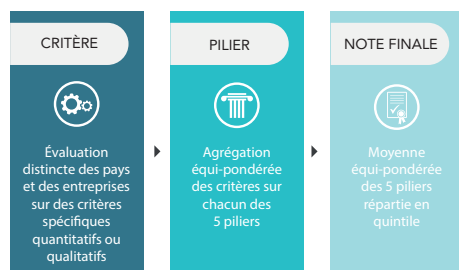 CRITÈRE
Évaluation
distincte des pays
et des entreprises
sur des critères
spécifiques
quantitatifs ou
qualitatifs
PILIER
Agrégation
équi-pondérée
des critères sur
chacun des
5 piliers
NOTE FINALE
Moyenne
équi-pondérée
des 5 piliers
répartie en
quintile